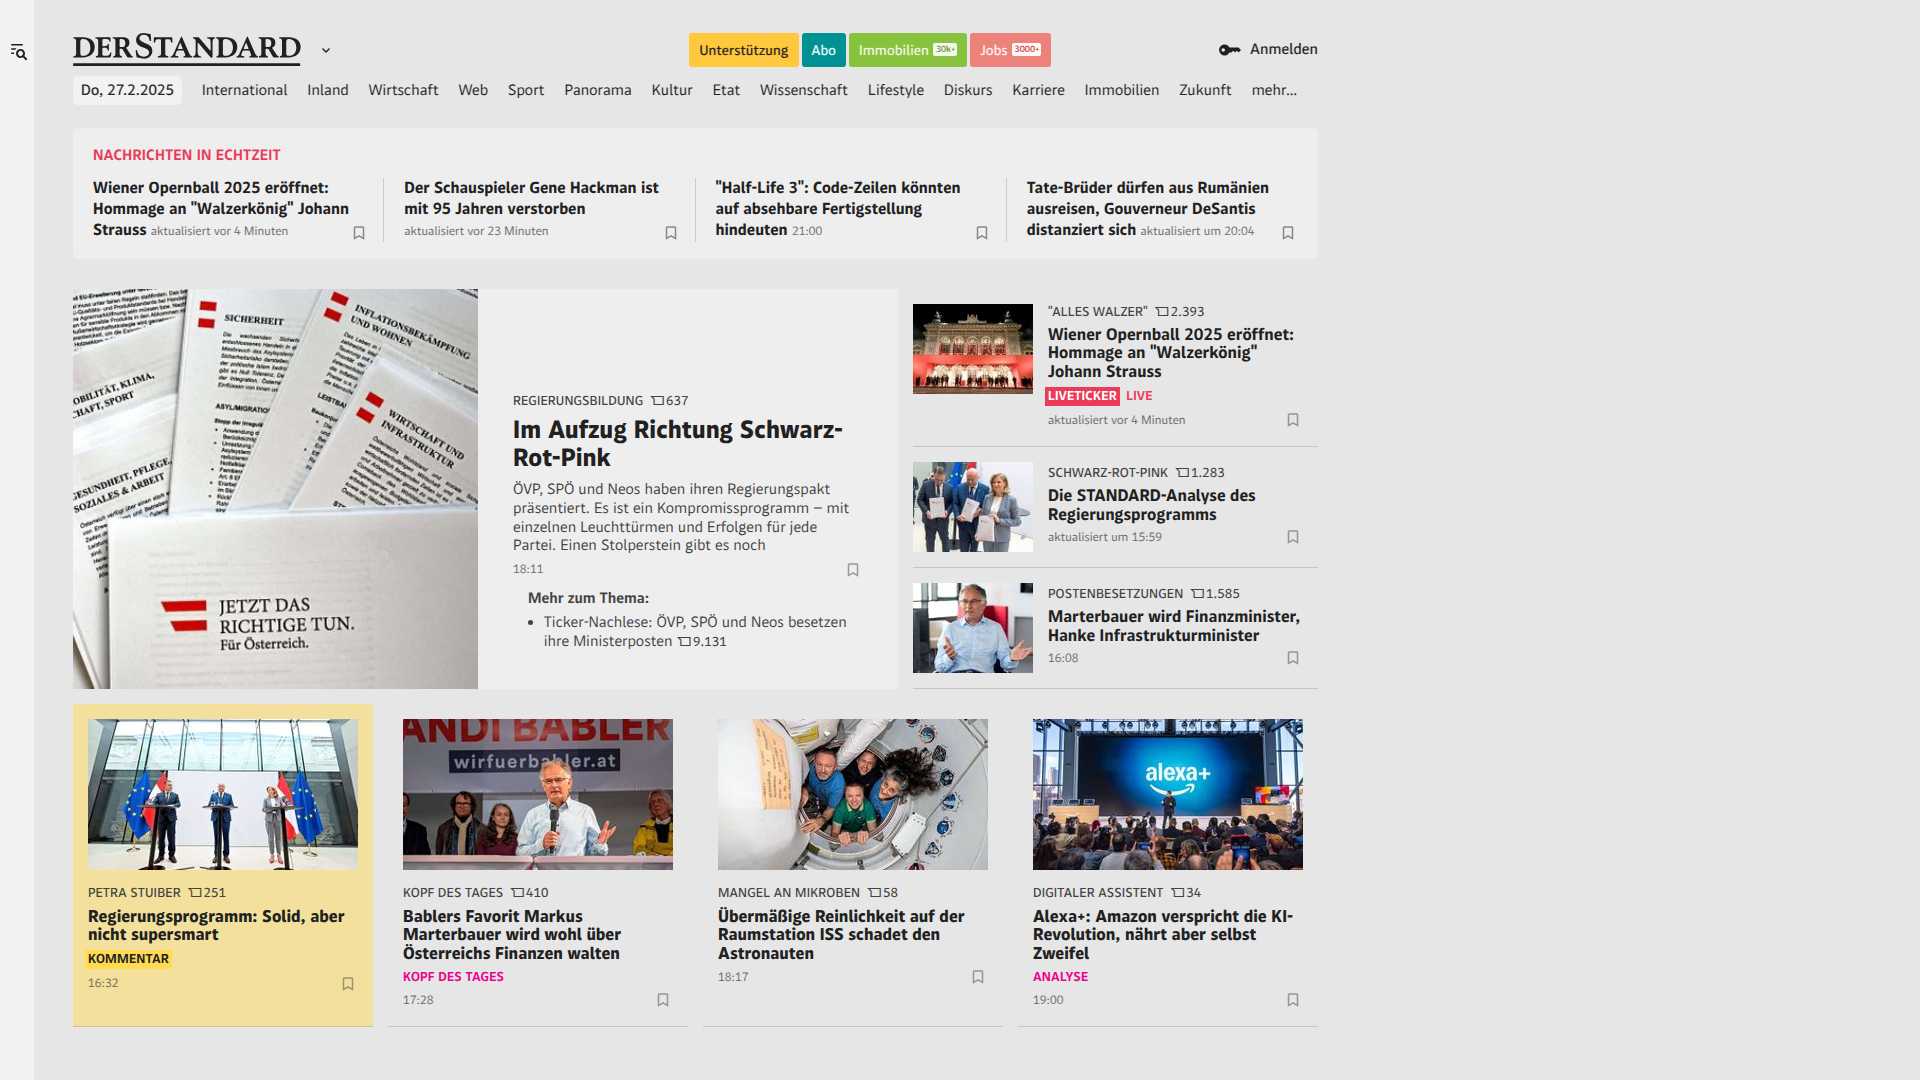 DERSTANDARD
Unterstützung
Abo
Immobilien 30k+
Jobs 3000+
Anmelden
Do, 27.2.2025
International
Inland
Wirtschaft
Web
Sport
Panorama
Kultur
Etat
Wissenschaft
Lifestyle
Diskurs
Karriere
Immobilien
Zukunft
mehr...
NACHRICHTEN IN ECHTZEIT
Wiener Opernball 2025 eröffnet:
Hommage an "Walzerkönig" Johann
Strauss aktualisiert vor 4 Minuten
Der Schauspieler Gene Hackman ist
mit 95 Jahren verstorben
aktualisiert vor 23 Minuten
"Half-Life 3": Code-Zeilen könnten
auf absehbare Fertigstellung
hindeuten 21:00
Tate-Brüder dürfen aus Rumänien
ausreisen, Gouverneur DeSantis
distanziert sich aktualisiert um 20:04
SICHERHEIT
INFLATIONSBEKÄMPFUNG
UND WOHNEN
OBILITÄT, KLIMA,
CHAFT, SPORT
ASYL/MIGRATIO
LEISTBA
WIRTSCHAFT UND
INFRASTRUKTUR
GESUNDHEIT, PFLEGE,
SOZIALES & ARBEIT
JETZT DAS
RICHTIGE TUN.
Für Österreich.
REGIERUNGSBILDUNG 637
Im Aufzug Richtung Schwarz-
Rot-Pink
ÖVP, SPÖ und Neos haben ihren Regierungspakt
präsentiert. Es ist ein Kompromissprogramm – mit
einzelnen Leuchttürmen und Erfolgen für jede
Partei. Einen Stolperstein gibt es noch
18:11
Mehr zum Thema:
• Ticker-Nachlese: ÖVP, SPÖ und Neos besetzen
ihre Ministerposten 9.131
"ALLES WALZER" 2.393
Wiener Opernball 2025 eröffnet:
Hommage an "Walzerkönig"
Johann Strauss
LIVETICKER LIVE
aktualisiert vor 4 Minuten
SCHWARZ-ROT-PINK 1.283
Die STANDARD-Analyse des
Regierungsprogramms
aktualisiert um 15:59
POSTENBESETZUNGEN 1.585
Marterbauer wird Finanzminister,
Hanke Infrastrukturminister
16:08
PETRA STUIBER 251
Regierungsprogramm: Solid, aber
nicht supersmart
KOMMENTAR
16:32
ANDI BABLER
wirfuerbabler.at
KOPF DES TAGES 410
Bablers Favorit Markus
Marterbauer wird wohl über
Österreichs Finanzen walten
KOPF DES TAGES
17:28
MANGEL AN MIKROBEN 58
Übermäßige Reinlichkeit auf der
Raumstation ISS schadet den
Astronauten
18:17
alexa+
DIGITALER ASSISTENT 34
Alexa+: Amazon verspricht die KI-
Revolution, nährt aber selbst
Zweifel
ANALYSE
19:00